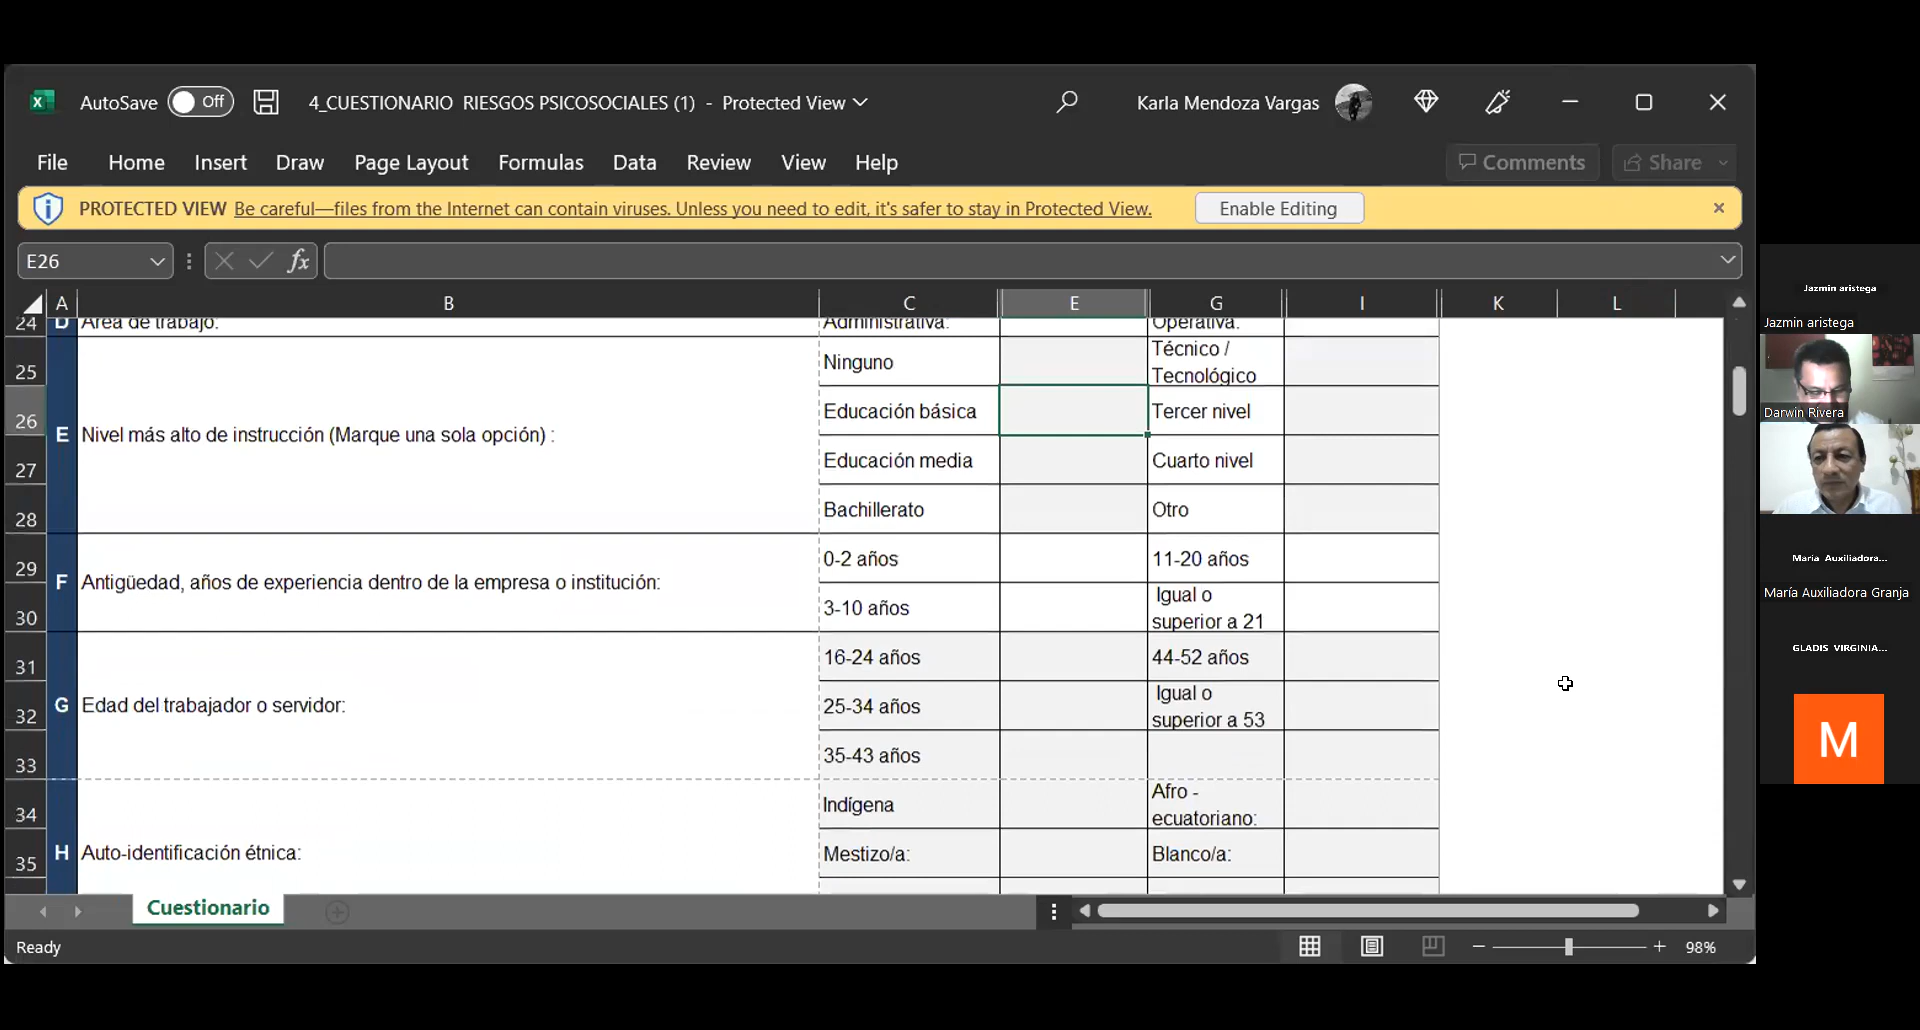 AutoSave Off 4_CUESTIONARIO RIESGOS PSICOSOCIALES (1) - Protected View Karla Mendoza Vargas
File Home Insert Draw Page Layout Formulas Data Review View Help Comments Share
PROTECTED VIEW Be careful—files from the Internet can contain viruses. Unless you need to edit, it's safer to stay in Protected View. Enable Editing
E26 fx
A B C E G I K L
24 D Área de trabajo: Administrativa: Operativa:
25 Ninguno Técnico /
Tecnológico
26 Educación básica Tercer nivel
E Nivel más alto de instrucción (Marque una sola opción) :
27 Educación media Cuarto nivel
28 Bachillerato Otro
29 0-2 años 11-20 años
F Antigüedad, años de experiencia dentro de la empresa o institución:
30 3-10 años Igual o
superior a 21
31 16-24 años 44-52 años
32 G Edad del trabajador o servidor: 25-34 años Igual o
superior a 53
33 35-43 años
34 Indígena Afro -
ecuatoriano:
35 H Auto-identificación étnica: Mestizo/a: Blanco/a:
Cuestionario
Ready 98%
Jazmin aristega
Jazmin aristega
Darwin Rivera
Maria Auxiliadora...
María Auxiliadora Granja
GLADIS VIRGINIA...
M